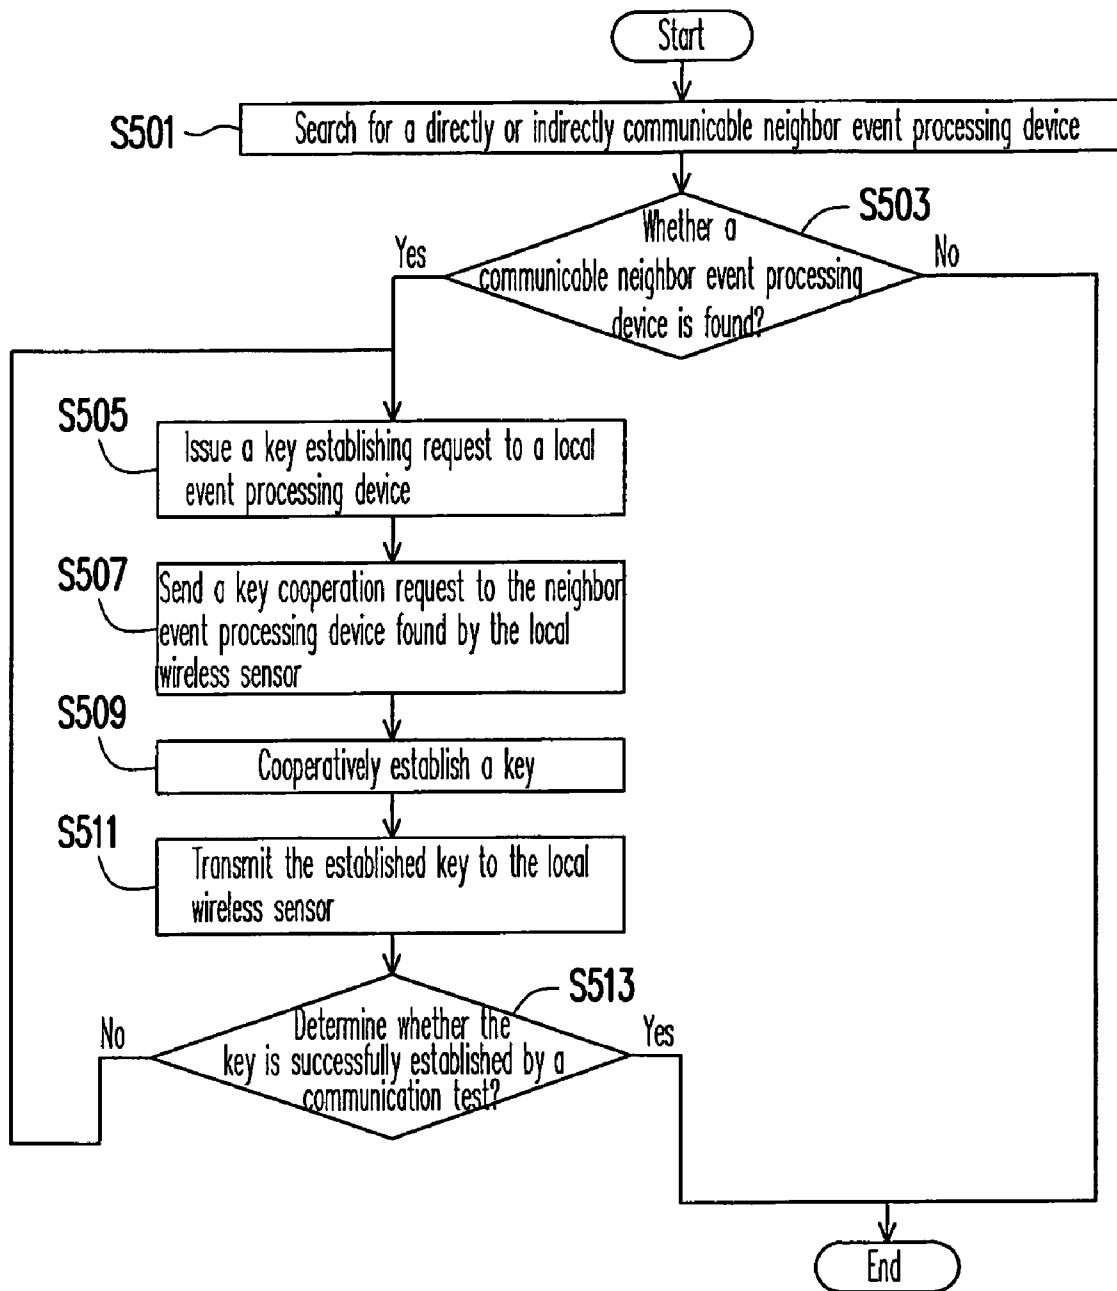 Start
S501
Search for a directly or indirectly communicable neighbor event processing device
S503
Whether a
Yes
No
communicable neighbor event processing
device is found?
S505
Issue a key establishing request to a local
event processing device
S507
Send a key cooperation request to the neighbor
event processing device found by the local
wireless sensor
S509
Cooperatively establish a key
S511
Transmit the established key to the local
wireless sensor
S513
No
Determine whether the
Yes
key is successfully established by a
communication test?
End